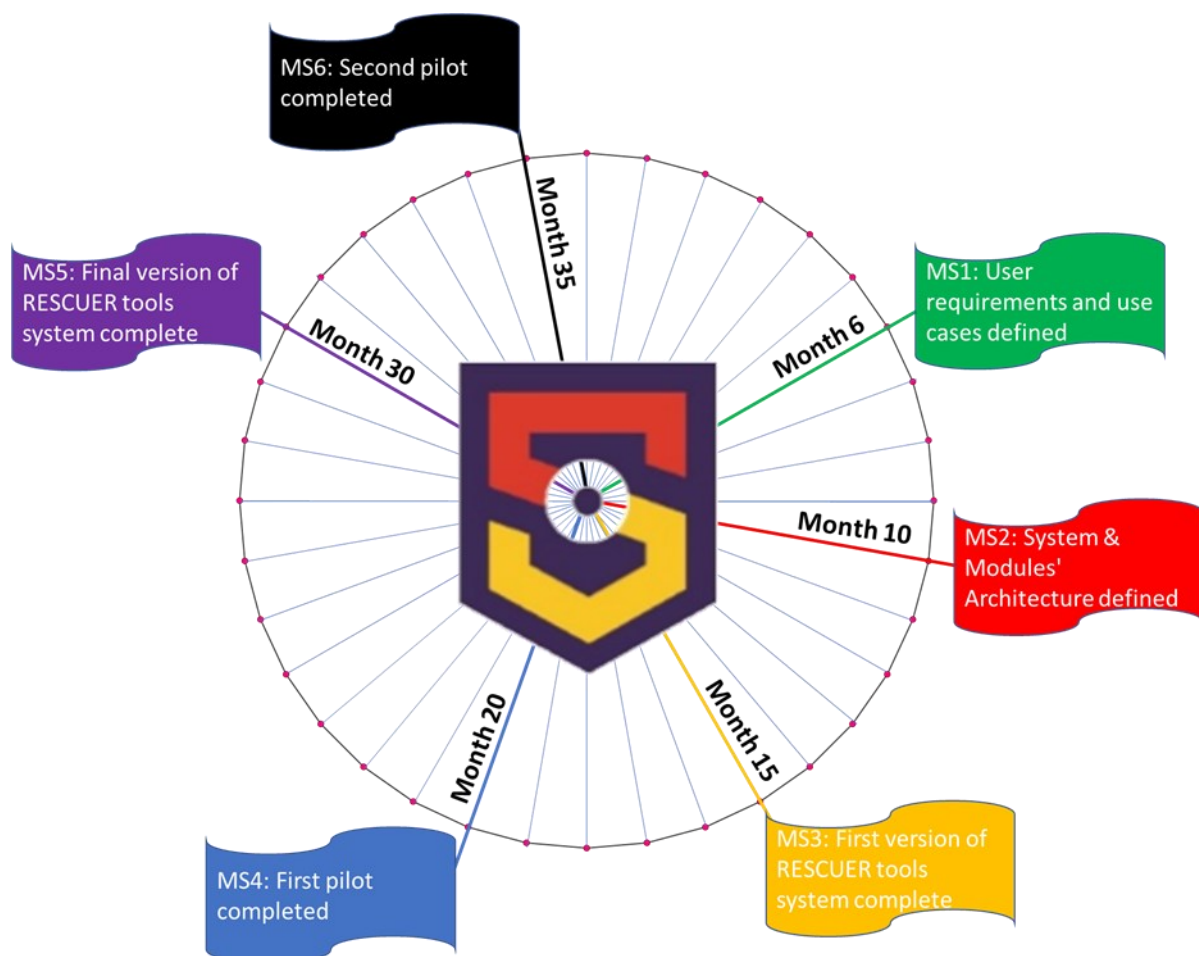 MS6: Second pilot
completed
Month 35
MS5: Final version of
RESCUER tools
system complete
Month 30
MS1: User
requirements and use
cases defined
Month 6
Month 10
MS2: System &
Modules'
Architecture defined
Month 15
MS3: First version of
RESCUER tools
system complete
Month 20
MS4: First pilot
completed